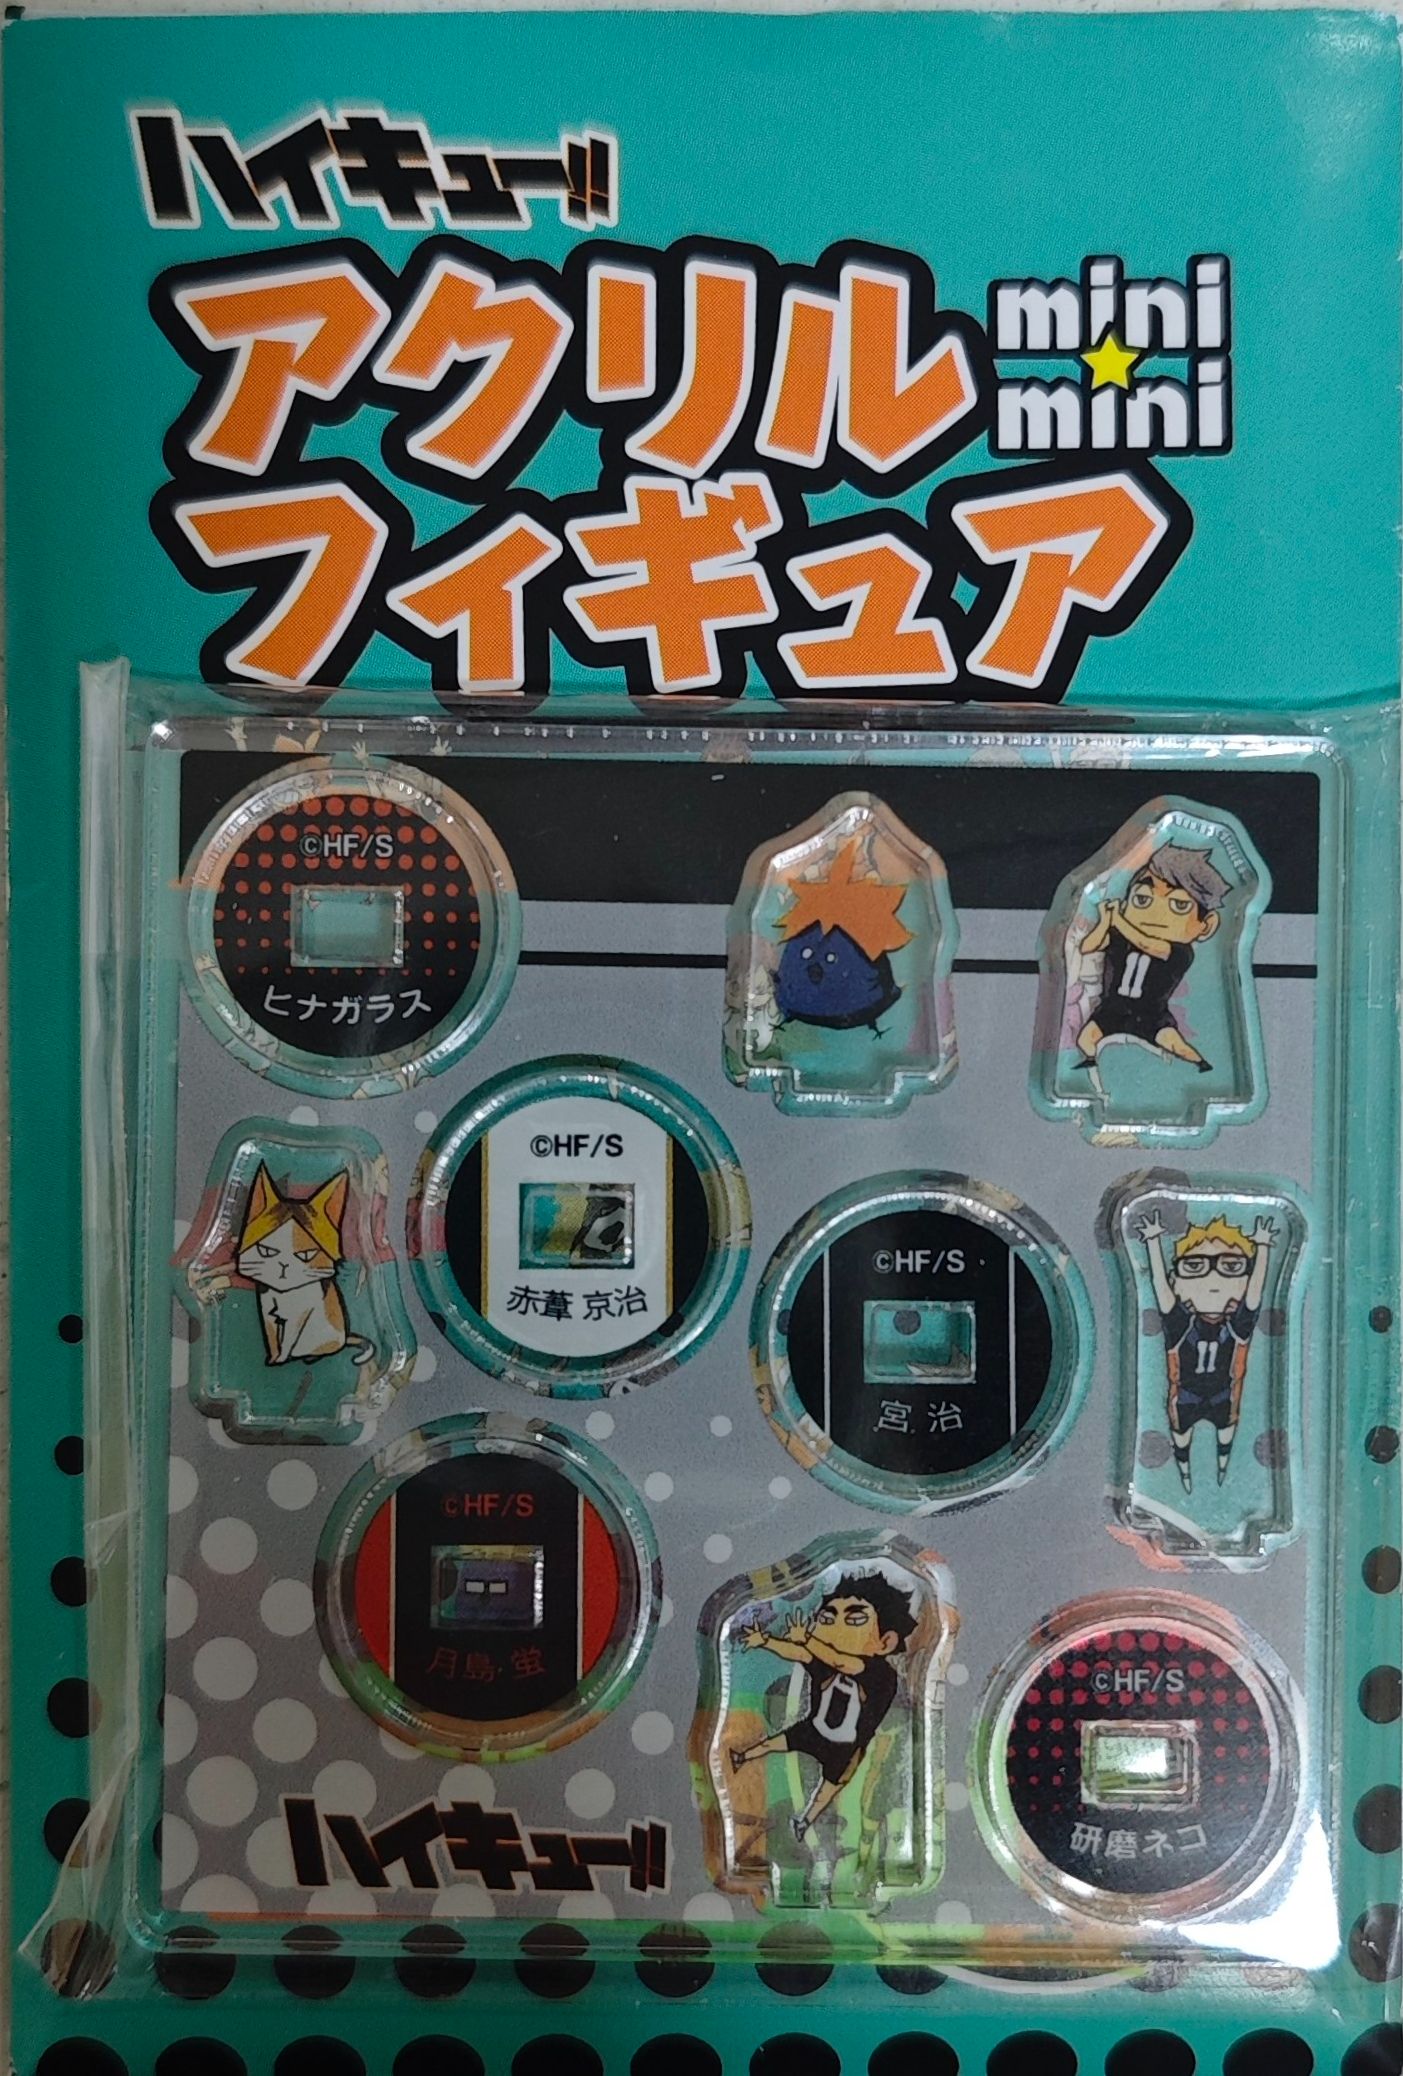 ハイキュー!!
アクリル
mini
mini
フィギュア
©HF/S
ヒナガラス
11
©HF/S
赤葦 京治
©HF/S
宮 治
11
©HF/S
月島 蛍
0
©HF/S
研磨ネコ
ハイキュー!!